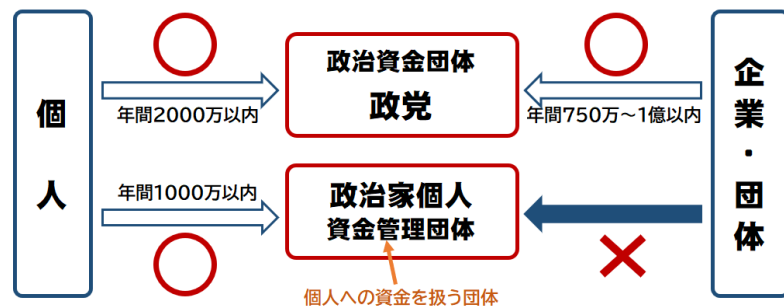 個人
年間2000万以内
年間1000万以内
政治資金団体
政党
政治家個人
資金管理団体
個人への資金を扱う団体
年間750万～1億以内
企業・団体